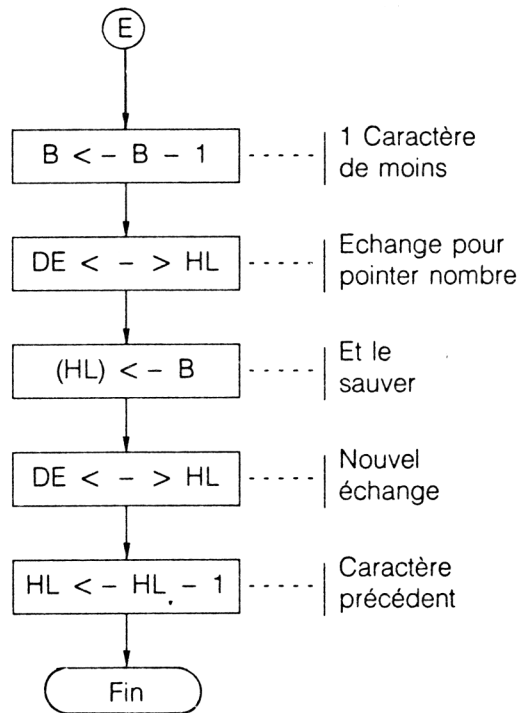 E
B < - B - 1
1 Caractère
de moins
DE < - > HL
Echange pour
pointer nombre
(HL) < - B
Et le
sauver
DE < - > HL
Nouvel
échange
HL < - HL - 1
Caractère
précédent
Fin